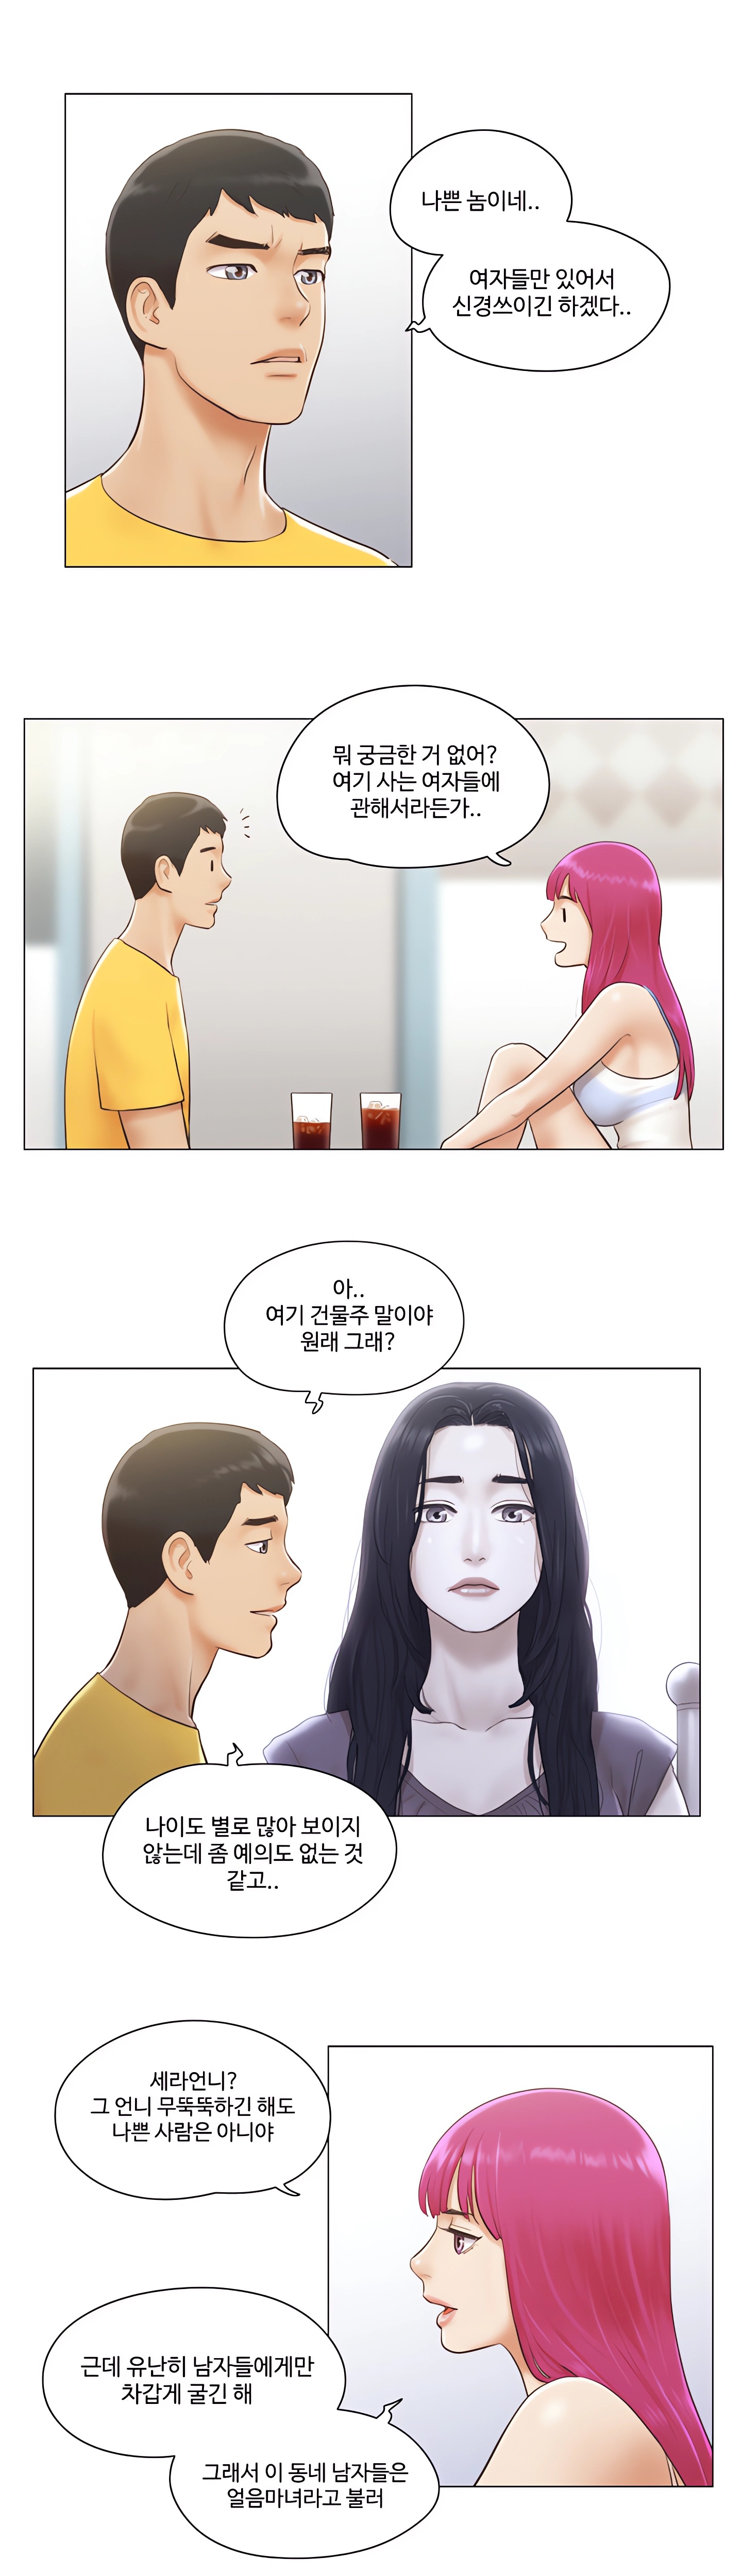 나쁜 놈이네..
여자들만 있어서
신경쓰이긴 하겠다..
뭐 궁금한 거 없어?
여기 사는 여자들에
관해서라든가..
아..
여기 건물주 말이야
원래 그래?
나이도 별로 많아 보이지
않는데 좀 예의도 없는 것
같고..
세라언니?
그 언니 무뚝뚝하긴 해도
나쁜 사람은 아니야
근데 유난히 남자들에게만
차갑게 굴긴 해
그래서 이 동네 남자들은
얼음마녀라고 불러